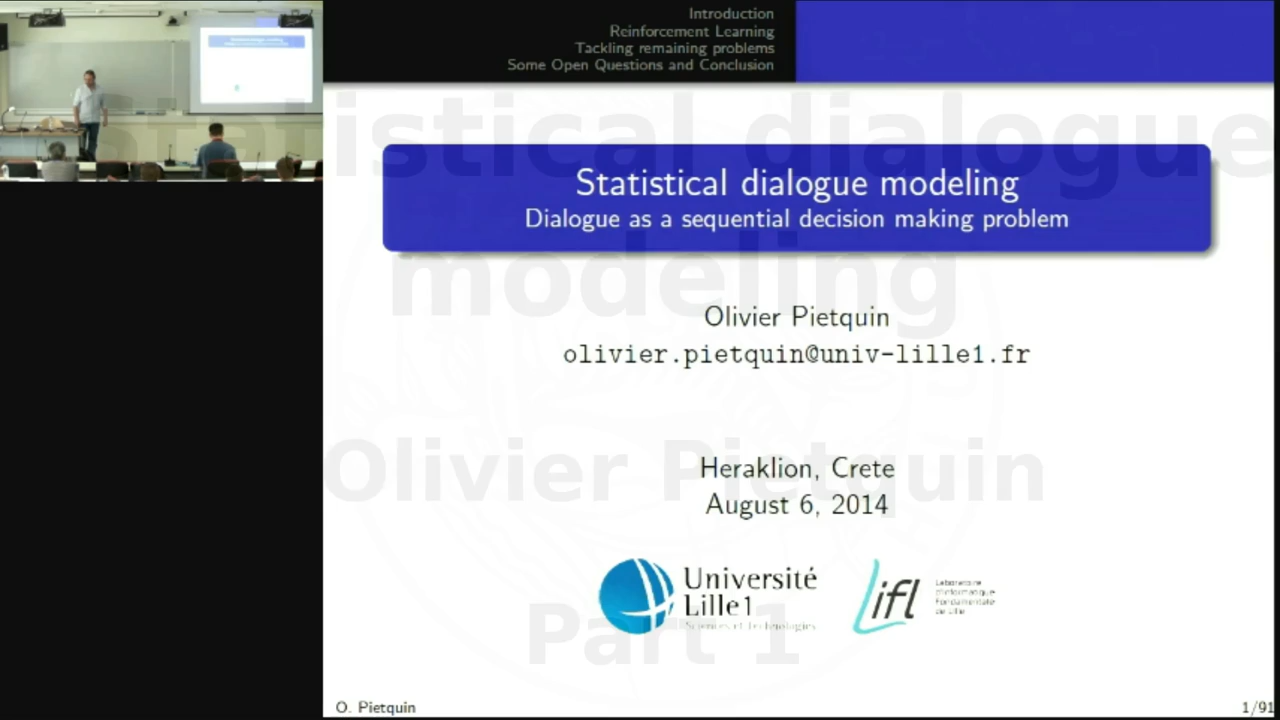 Introduction
Reinforcement Learning
Tackling remaining problems
Some Open Questions and Conclusion
Statistical dialogue
modeling
Olivier Pietquin
Part 1
Statistical dialogue modeling
Dialogue as a sequential decision making problem
Olivier Pietquin
olivier.pietquin@univ-lille1.fr
Heraklion, Crete
August 6, 2014
Université
Lille1
Sciences et Technologies
Lifl
Laboratoire
d'Informatique
Fondamentale
de Lille
O. Pietquin
1/91